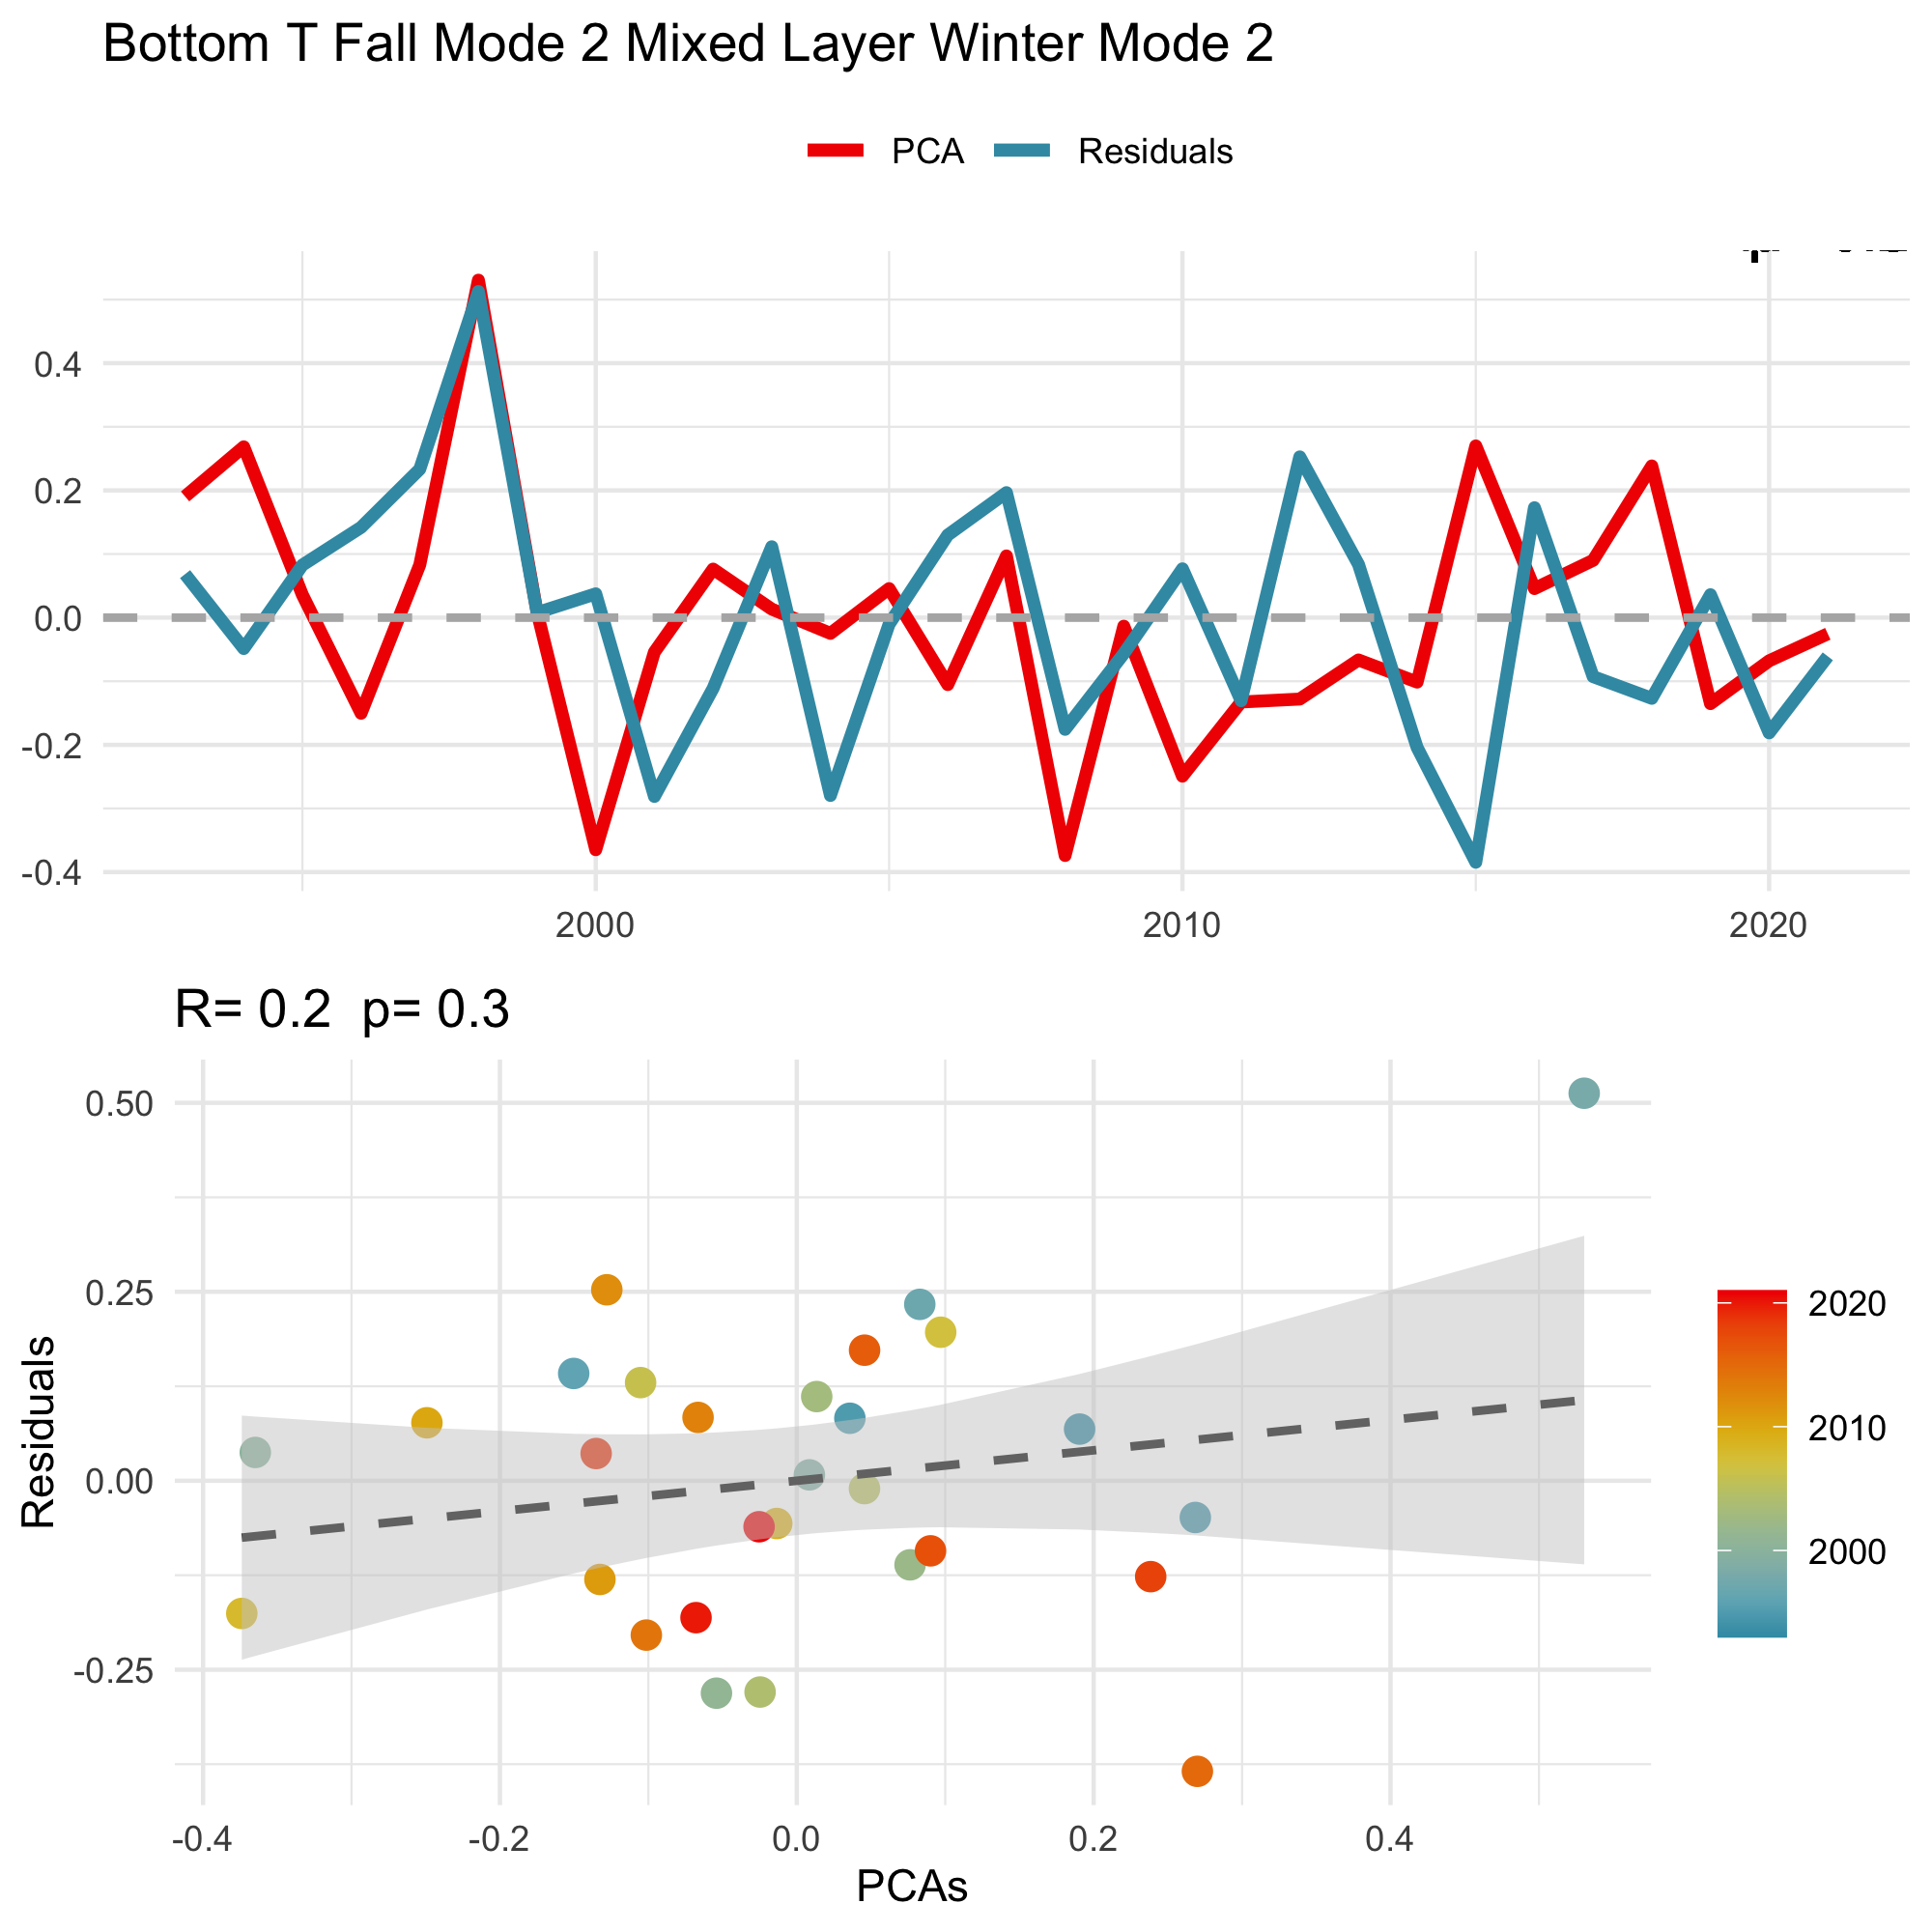 Bottom T Fall Mode 2 Mixed Layer Winter Mode 2
PCA Residuals
0.4
0.2
0.0
-0.2
-0.4
2000 2010 2020
R= 0.2 p= 0.3
Residuals
0.50
0.25
0.00
-0.25
-0.4 -0.2 0.0 0.2 0.4
PCAs
2020
2010
2000